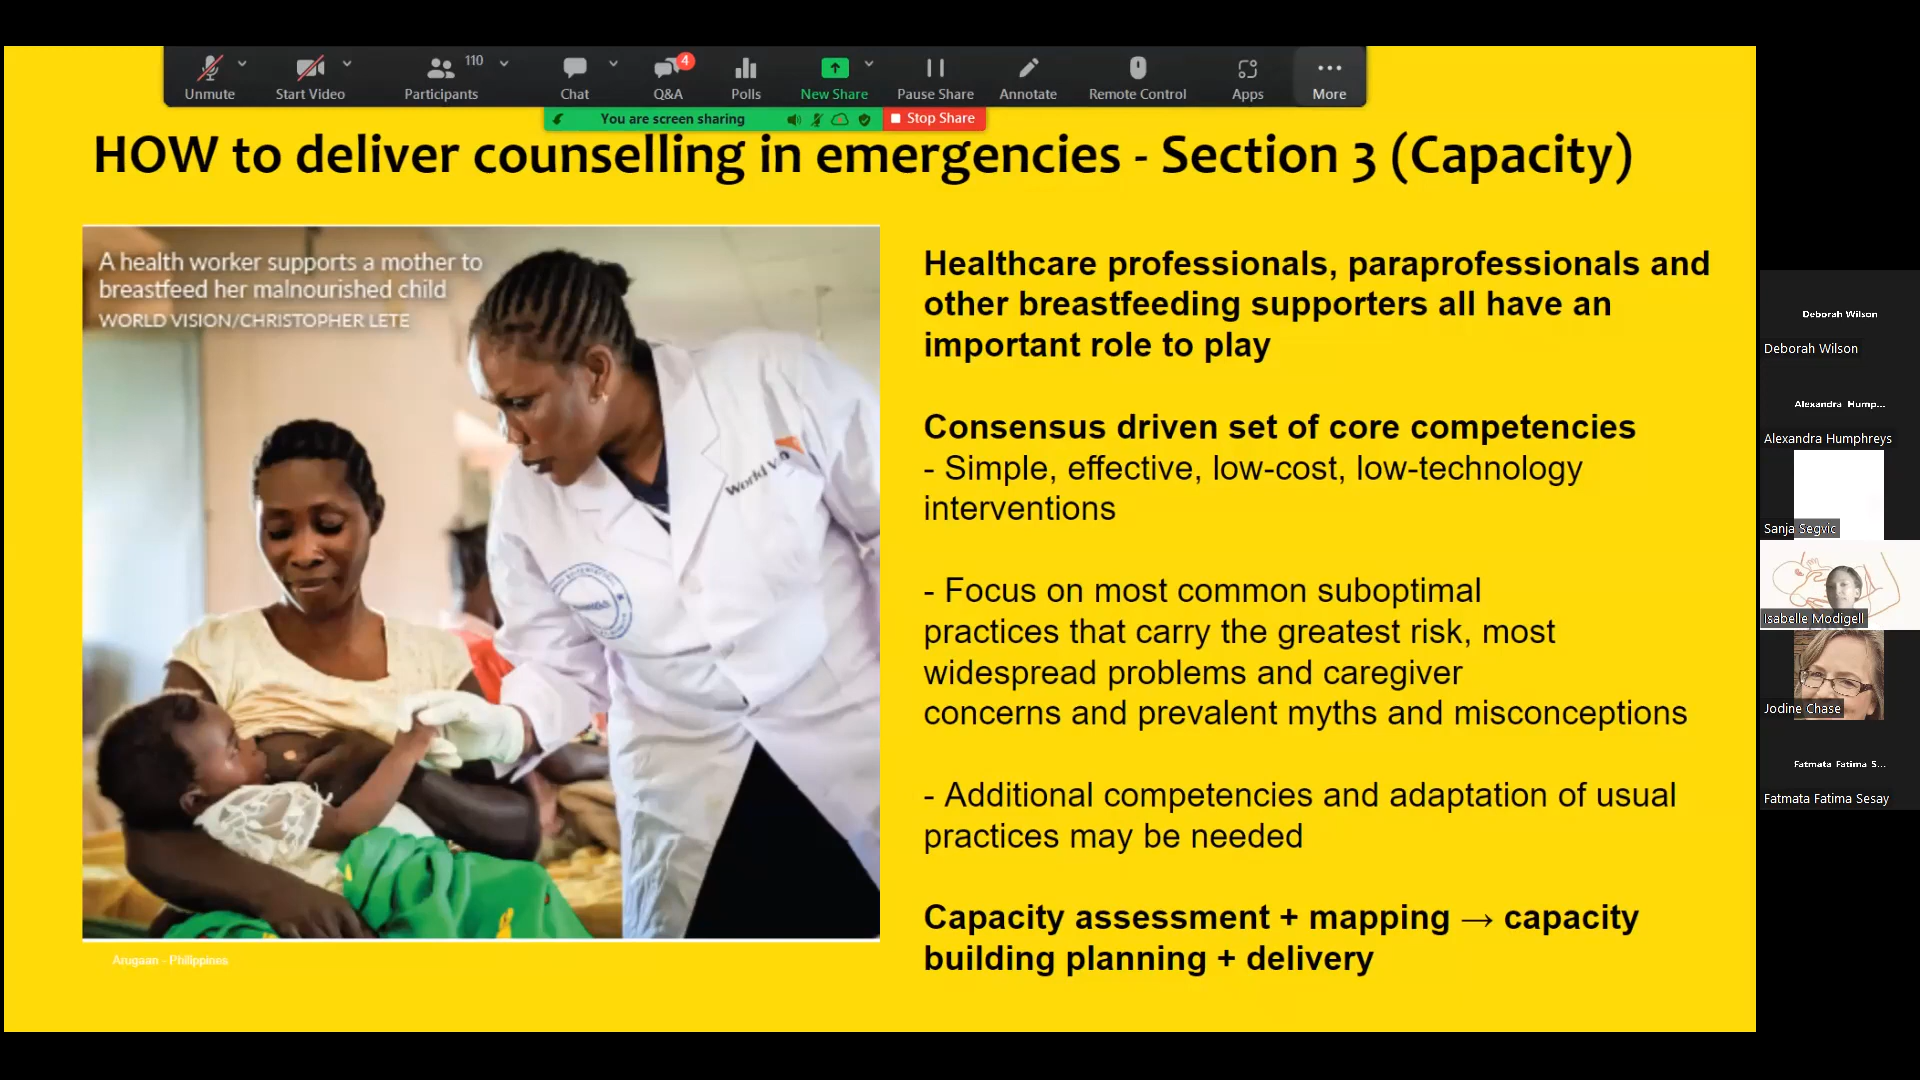 Unmute
Start Video
110
Participants
Chat
4
Q&A
Polls
New Share
Pause Share
Annotate
Remote Control
Apps
More
You are screen sharing
Stop Share
HOW to deliver counselling in emergencies - Section 3 (Capacity)
A health worker supports a mother to
breastfeed her malnourished child
WORLD VISION/CHRISTOPHER LETE
World
Arugaan - Philippines
Healthcare professionals, paraprofessionals and
other breastfeeding supporters all have an
important role to play
Consensus driven set of core competencies
- Simple, effective, low-cost, low-technology
interventions
- Focus on most common suboptimal
practices that carry the greatest risk, most
widespread problems and caregiver
concerns and prevalent myths and misconceptions
- Additional competencies and adaptation of usual
practices may be needed
Capacity assessment + mapping → capacity
building planning + delivery
Deborah Wilson
Deborah Wilson
Alexandra Hump...
Alexandra Humphreys
Sanja Segvic
Isabelle Modigell
Jodine Chase
Fatmata Fatima S...
Fatmata Fatima Sesay